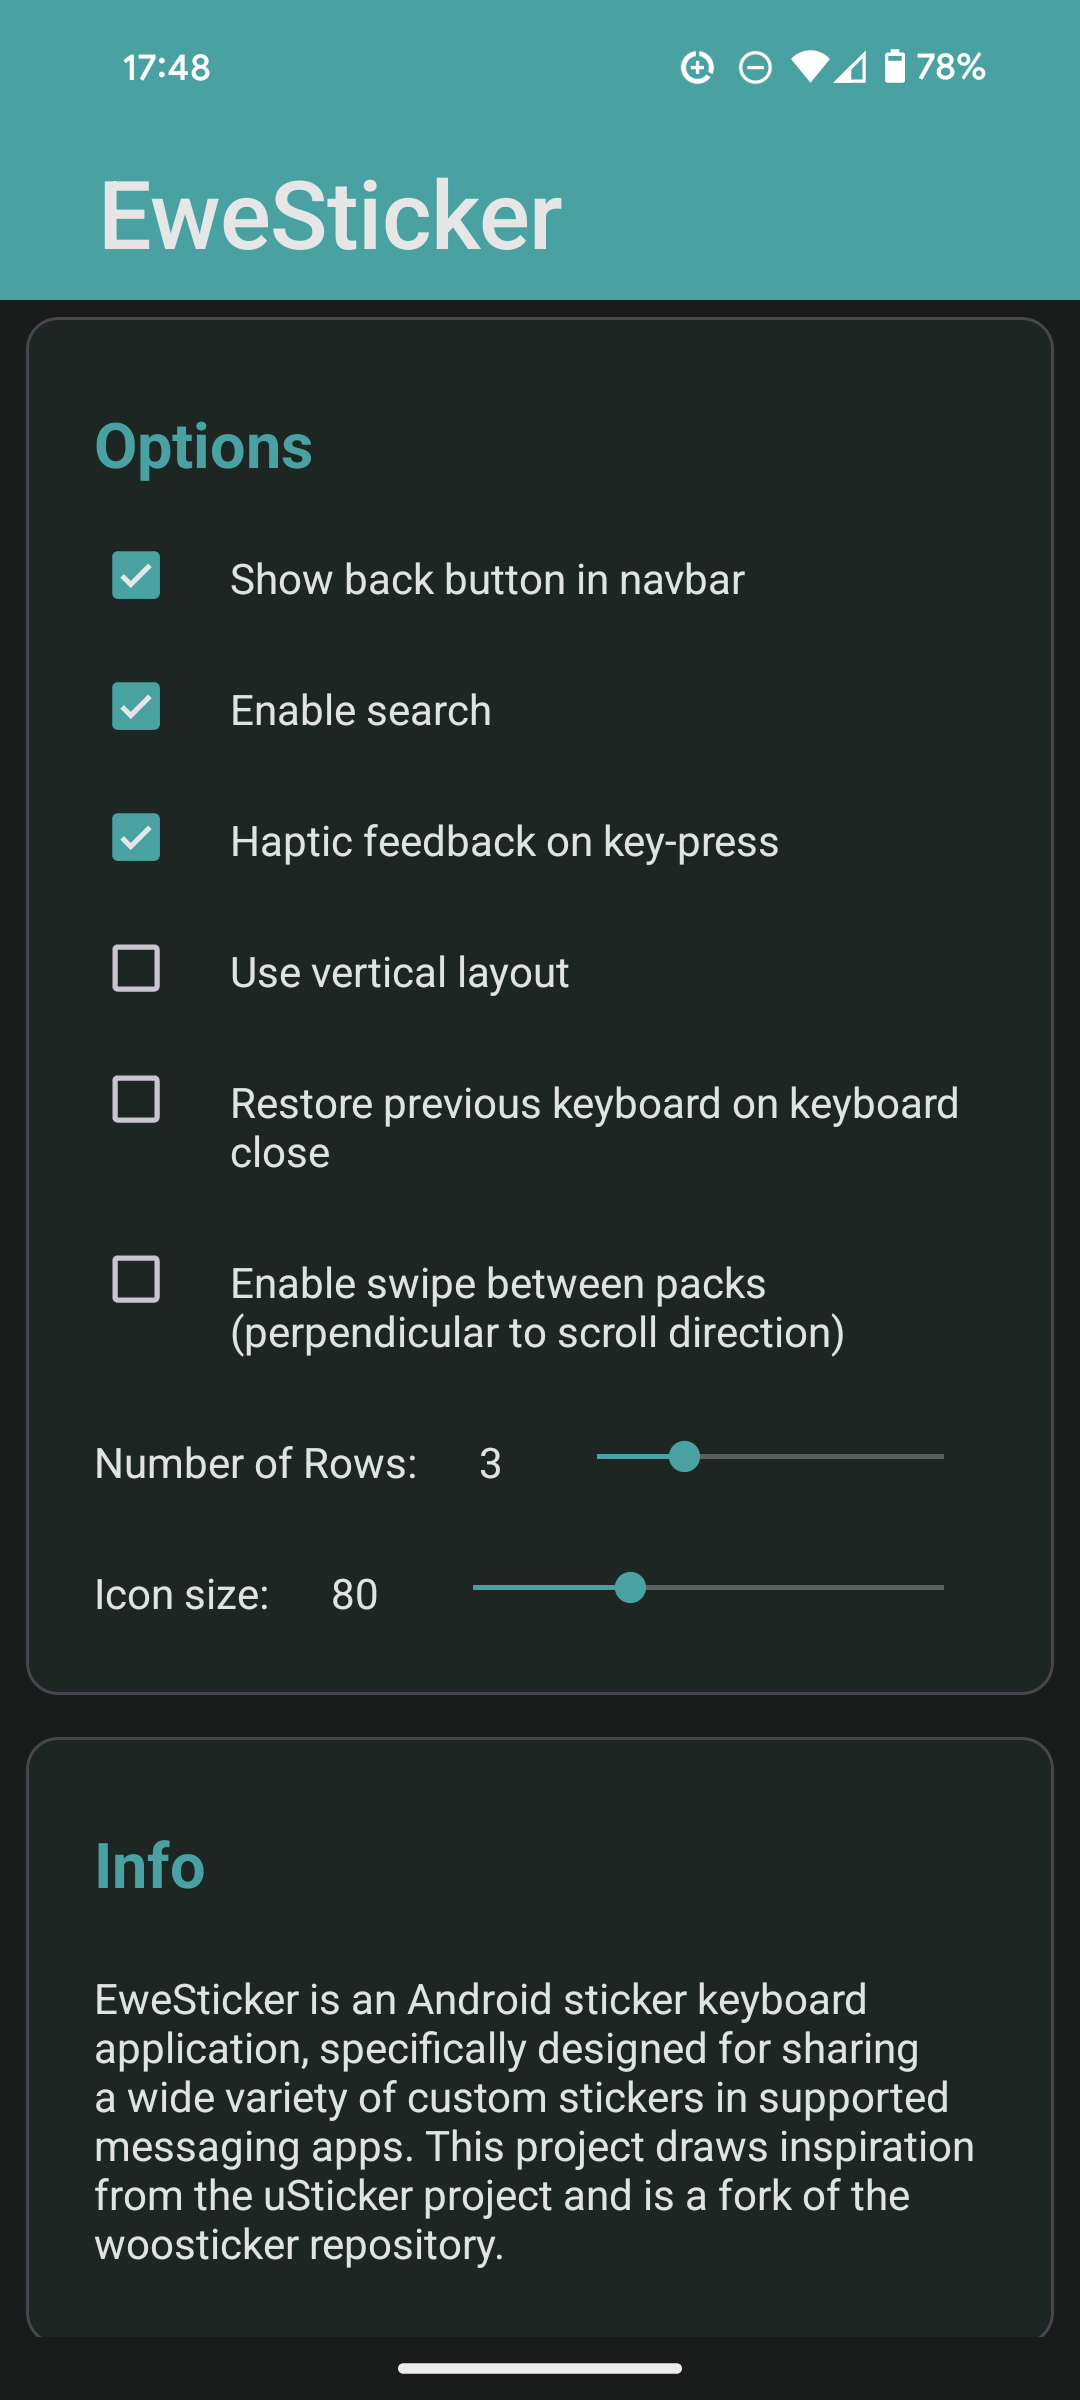 17:48
78%
EweSticker
Options
Show back button in navbar
Enable search
Haptic feedback on key-press
Use vertical layout
Restore previous keyboard on keyboard
close
Enable swipe between packs
(perpendicular to scroll direction)
Number of Rows: 3
Icon size: 80
Info
EweSticker is an Android sticker keyboard
application, specifically designed for sharing
a wide variety of custom stickers in supported
messaging apps. This project draws inspiration
from the uSticker project and is a fork of the
woosticker repository.